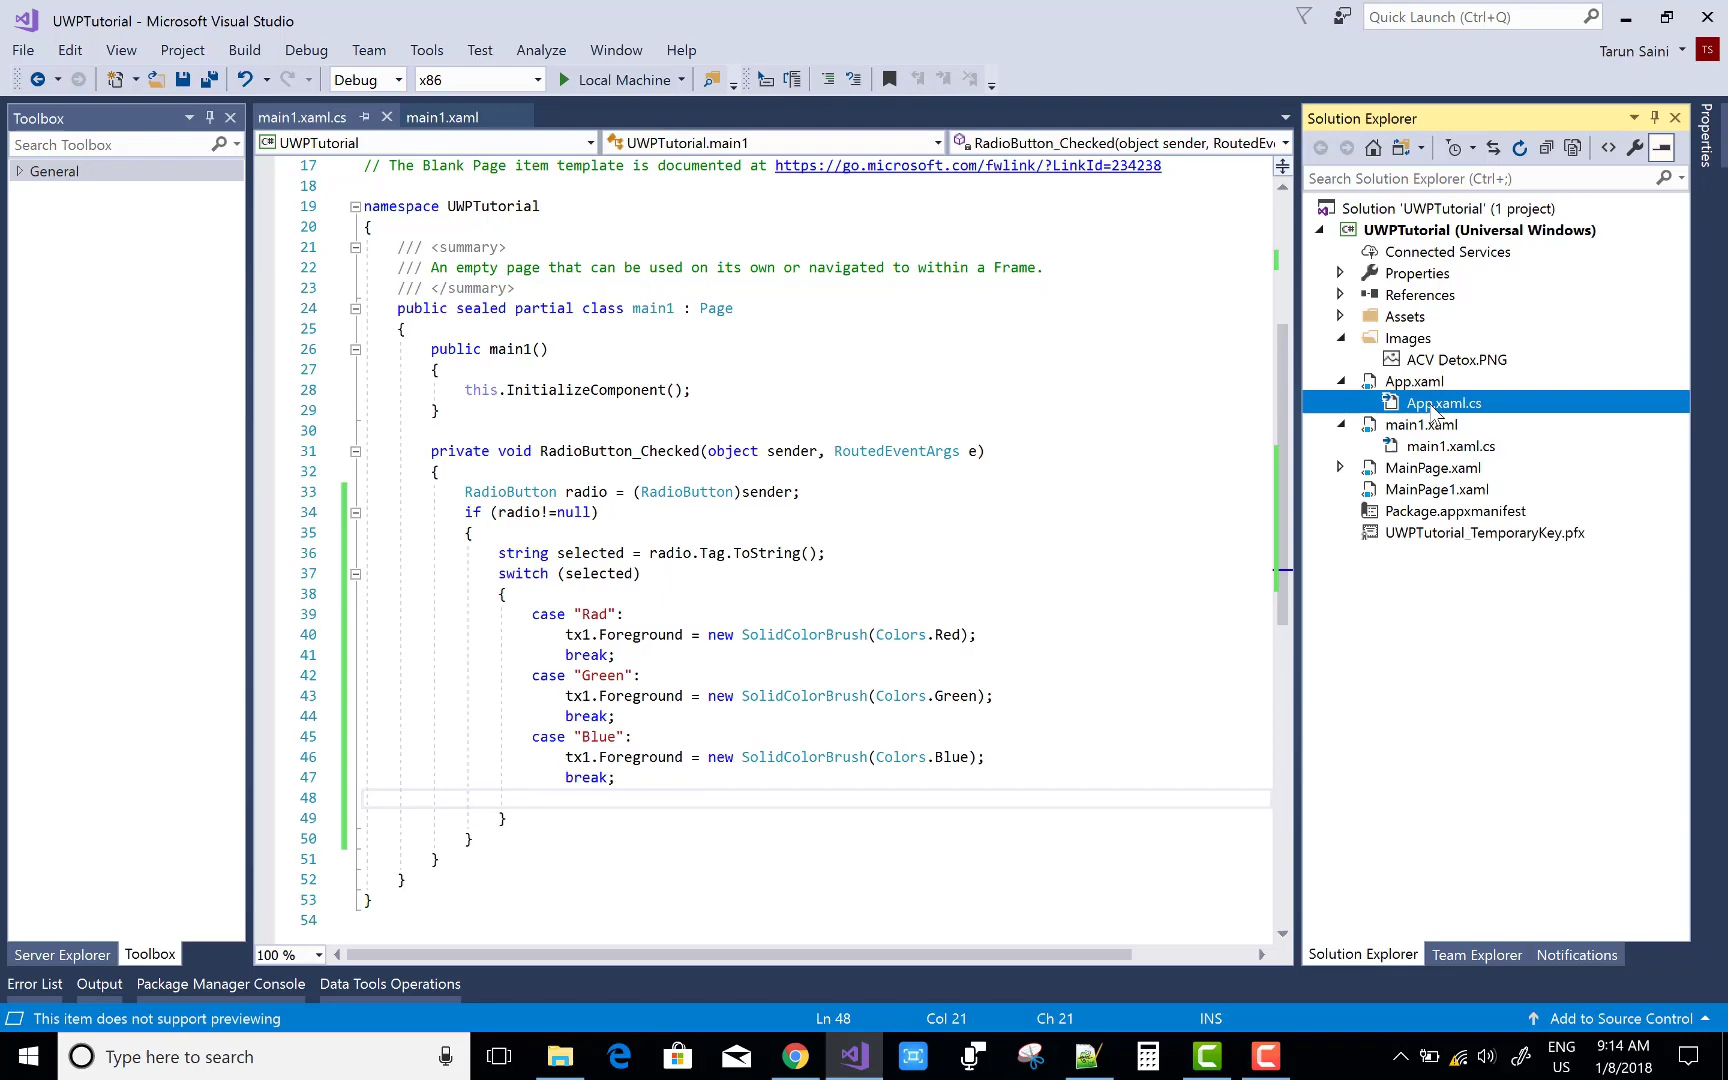 UWPTutorial - Microsoft Visual Studio
Quick Launch (Ctrl+Q)
File Edit View Project Build Debug Team Tools Test Analyze Window Help
Tarun Saini TS
Debug x86 Local Machine
Toolbox
Search Toolbox
General
main1.xaml.cs main1.xaml
C# UWPTutorial UWPTutorial.main1 RadioButton_Checked(object sender, RoutedEv
17 // The Blank Page item template is documented at https://go.microsoft.com/fwlink/?LinkId=234238
18
19 namespace UWPTutorial
20 {
21 /// <summary>
22 /// An empty page that can be used on its own or navigated to within a Frame.
23 /// </summary>
24 public sealed partial class main1 : Page
25 {
26 public main1()
27 {
28 this.InitializeComponent();
29 }
30
31 private void RadioButton_Checked(object sender, RoutedEventArgs e)
32 {
33 RadioButton radio = (RadioButton)sender;
34 if (radio!=null)
35 {
36 string selected = radio.Tag.ToString();
37 switch (selected)
38 {
39 case "Rad":
40 tx1.Foreground = new SolidColorBrush(Colors.Red);
41 break;
42 case "Green":
43 tx1.Foreground = new SolidColorBrush(Colors.Green);
44 break;
45 case "Blue":
46 tx1.Foreground = new SolidColorBrush(Colors.Blue);
47 break;
48
49 }
50 }
51 }
52 }
53 }
54
100 %
Solution Explorer
Search Solution Explorer (Ctrl+;)
Solution 'UWPTutorial' (1 project)
C# UWPTutorial (Universal Windows)
Connected Services
Properties
References
Assets
Images
ACV Detox.PNG
App.xaml
App.xaml.cs
main1.xaml
main1.xaml.cs
MainPage.xaml
MainPage1.xaml
Package.appxmanifest
UWPTutorial_TemporaryKey.pfx
Properties
Server Explorer Toolbox
Solution Explorer Team Explorer Notifications
Error List Output Package Manager Console Data Tools Operations
This item does not support previewing Ln 48 Col 21 Ch 21 INS Add to Source Control
Type here to search
ENG
US
9:14 AM
1/8/2018